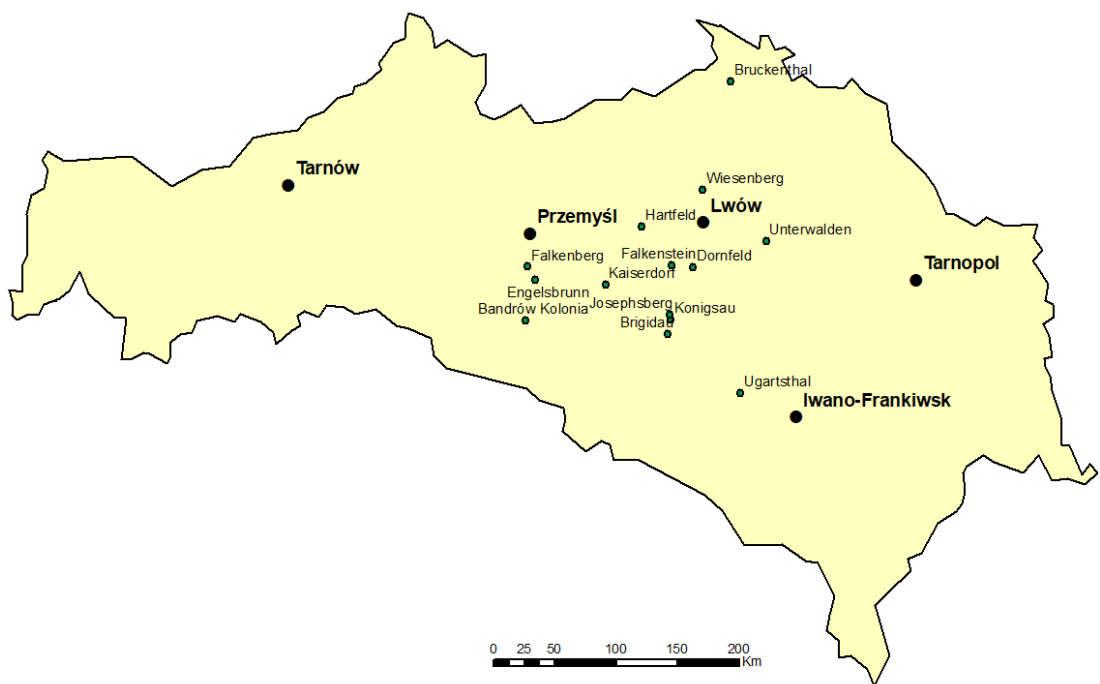 Bruckenthal
Tarnów
Wiesenberg
Lwów
Hartfeld
Przemyśl
Unterwalden
Falkenberg
Falkenstein
Dornfeld
Tarnopol
Kaiserdorf
Engelsbrunn
Bandrów Kolonia
Josephsberg
Konigsau
Brigidau
Ugartsthal
Iwano-Frankiwsk
0 25 50 100 150 200
Km